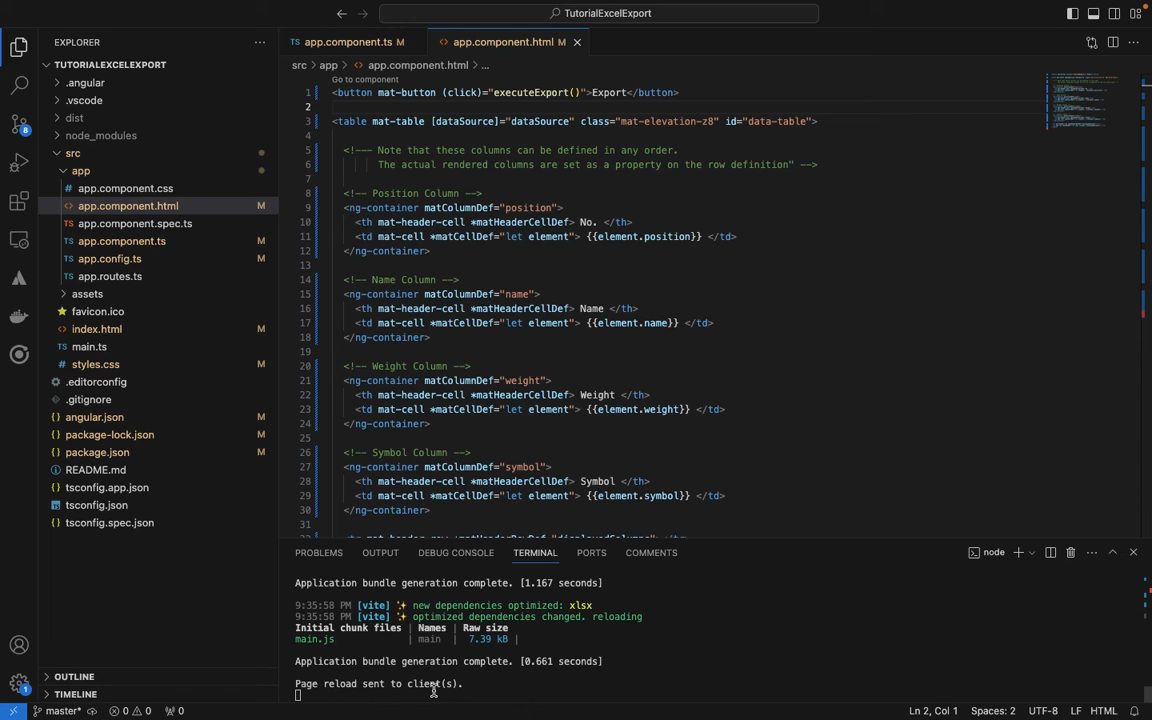 TutorialExcelExport
EXPLORER
TUTORIALEXCELEXPORT
.angular
.vscode
dist
node_modules
src
app
app.component.css
app.component.html M
app.component.spec.ts
app.component.ts M
app.config.ts M
app.routes.ts
assets
favicon.ico
index.html M
main.ts
styles.css M
.editorconfig
.gitignore
angular.json M
package-lock.json M
package.json M
README.md
tsconfig.app.json
tsconfig.json
tsconfig.spec.json
OUTLINE
TIMELINE
8
1
app.component.ts M
app.component.html M
src > app > app.component.html > ...
Go to component
1 <button mat-button (click)="executeExport()">Export</button>
2
3 <table mat-table [dataSource]="dataSource" class="mat-elevation-z8" id="data-table">
4
5 <!--- Note that these columns can be defined in any order.
6 The actual rendered columns are set as a property on the row definition" -->
7
8 <!-- Position Column -->
9 <ng-container matColumnDef="position">
10 <th mat-header-cell *matHeaderCellDef> No. </th>
11 <td mat-cell *matCellDef="let element"> {{element.position}} </td>
12 </ng-container>
13
14 <!-- Name Column -->
15 <ng-container matColumnDef="name">
16 <th mat-header-cell *matHeaderCellDef> Name </th>
17 <td mat-cell *matCellDef="let element"> {{element.name}} </td>
18 </ng-container>
19
20 <!-- Weight Column -->
21 <ng-container matColumnDef="weight">
22 <th mat-header-cell *matHeaderCellDef> Weight </th>
23 <td mat-cell *matCellDef="let element"> {{element.weight}} </td>
24 </ng-container>
25
26 <!-- Symbol Column -->
27 <ng-container matColumnDef="symbol">
28 <th mat-header-cell *matHeaderCellDef> Symbol </th>
29 <td mat-cell *matCellDef="let element"> {{element.symbol}} </td>
30 </ng-container>
31
PROBLEMS OUTPUT DEBUG CONSOLE TERMINAL PORTS COMMENTS
node
Application bundle generation complete. [1.167 seconds]
9:35:58 PM [vite] ✨ new dependencies optimized: xlsx
9:35:58 PM [vite] ✨ optimized dependencies changed. reloading
Initial chunk files | Names | Raw size
main.js | main | 7.39 kB |
Application bundle generation complete. [0.661 seconds]
Page reload sent to client(s).
master* 0 0 0
Ln 2, Col 1 Spaces: 2 UTF-8 LF HTML